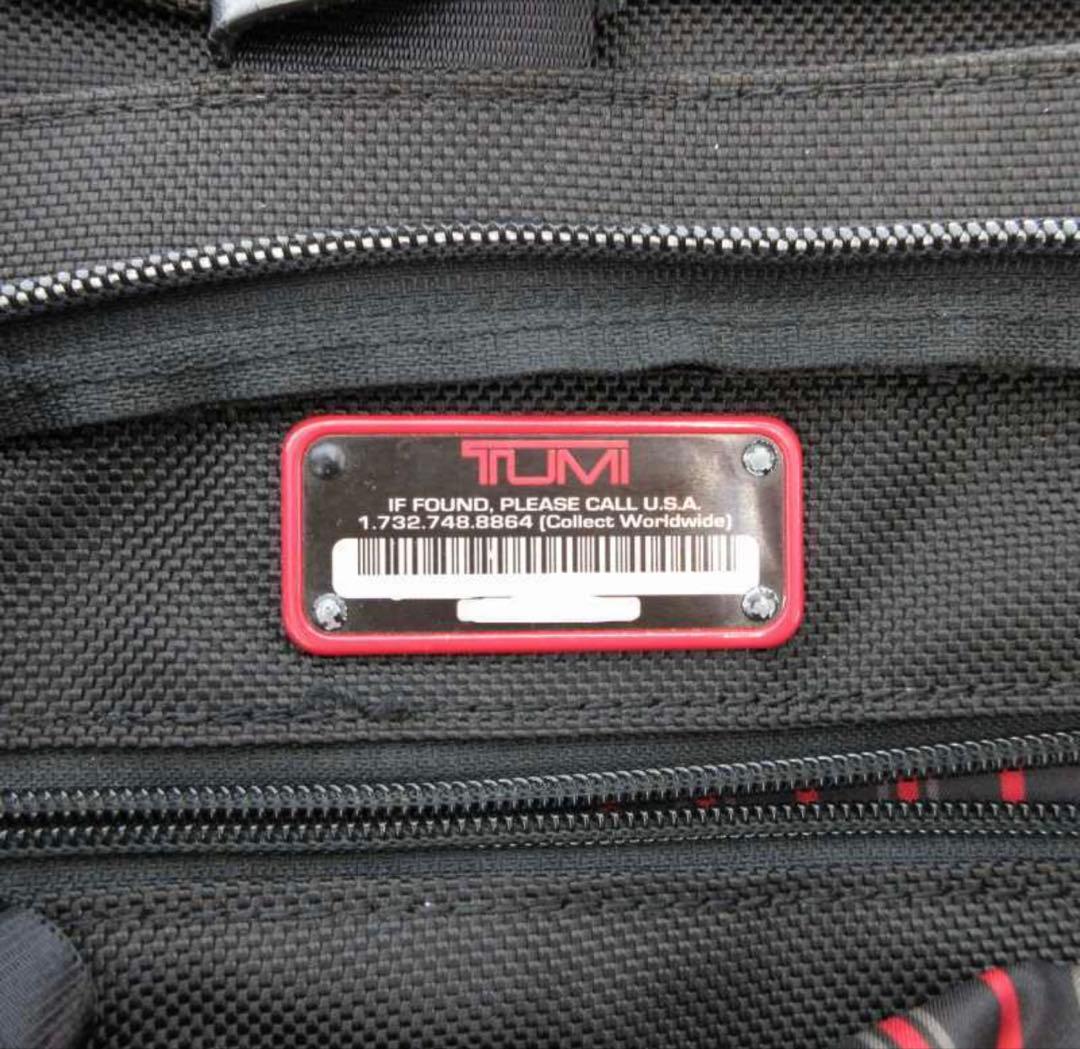 TUMI
IF FOUND, PLEASE CALL U.S.A.
1.732.748.8864 (Collect Worldwide)